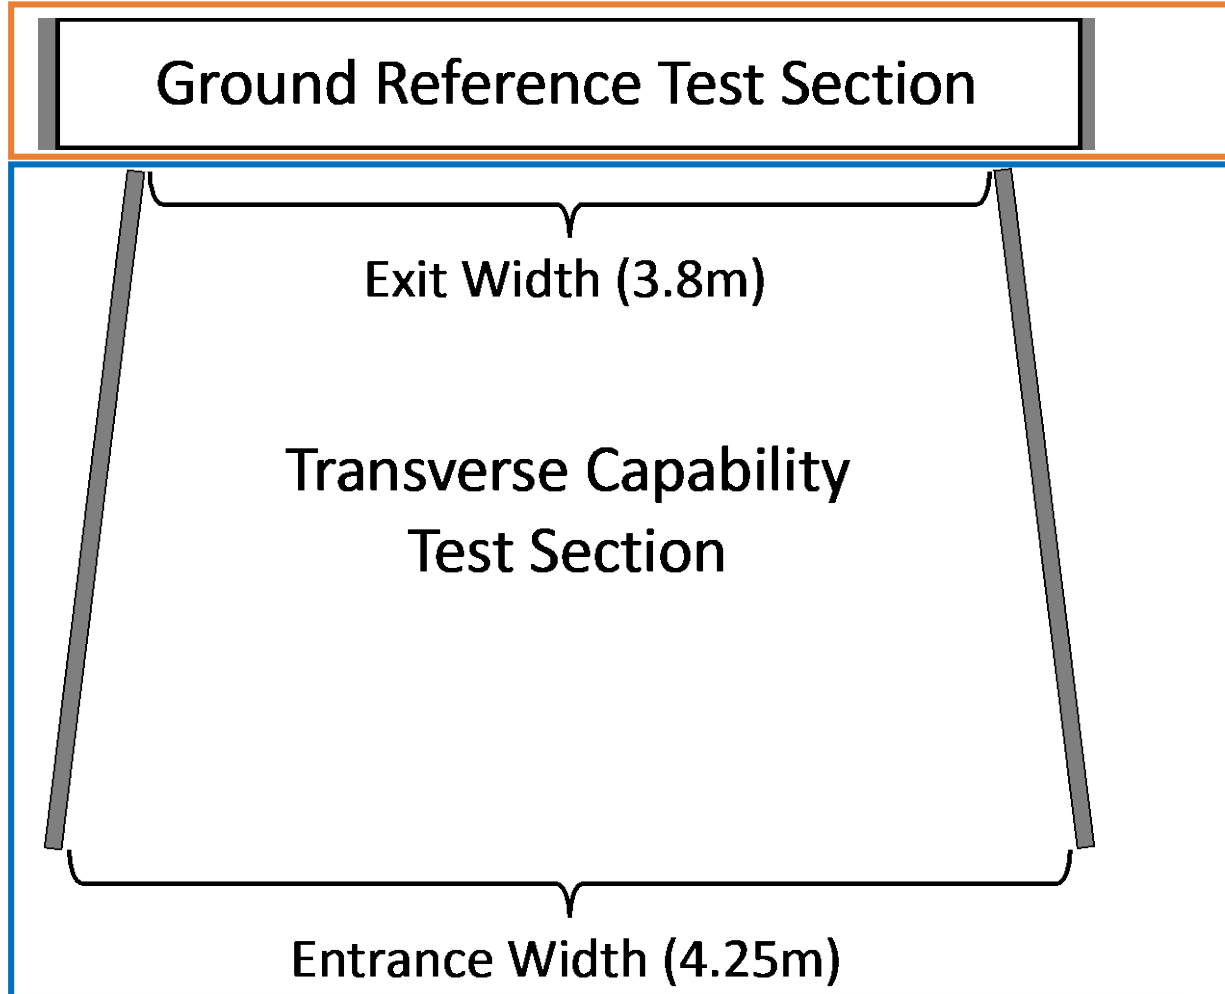 Ground Reference Test Section
Exit Width (3.8m)
Transverse Capability
Test Section
Entrance Width (4.25m)